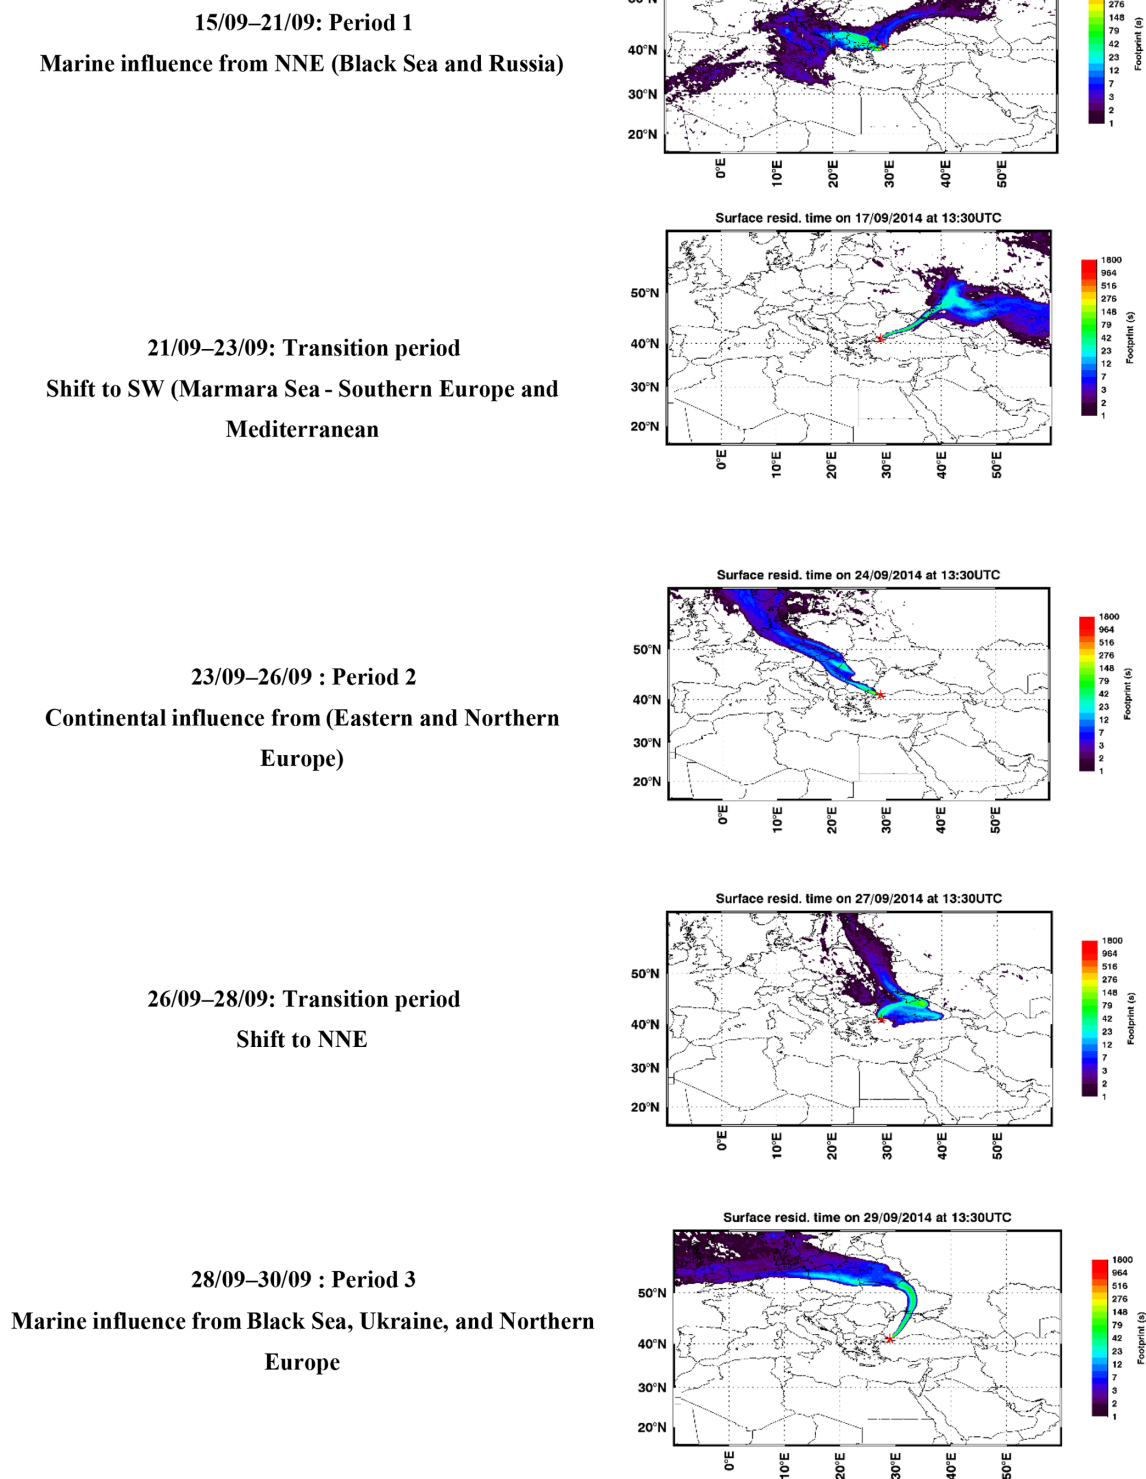 15/09–21/09: Period 1
Marine influence from NNE (Black Sea and Russia)
276
148
79
42
23
12
7
3
2
1
Footprint (s)
40°N
30°N
20°N
0°E
10°E
20°E
30°E
40°E
50°E
21/09–23/09: Transition period
Shift to SW (Marmara Sea - Southern Europe and
Mediterranean
Surface resid. time on 17/09/2014 at 13:30UTC
50°N
40°N
30°N
20°N
0°E
10°E
20°E
30°E
40°E
50°E
1800
964
516
276
148
79
42
23
12
7
3
2
1
Footprint (s)
23/09–26/09 : Period 2
Continental influence from (Eastern and Northern
Europe)
Surface resid. time on 24/09/2014 at 13:30UTC
50°N
40°N
30°N
20°N
0°E
10°E
20°E
30°E
40°E
50°E
1800
964
516
276
148
79
42
23
12
7
3
2
1
Footprint (s)
26/09–28/09: Transition period
Shift to NNE
Surface resid. time on 27/09/2014 at 13:30UTC
50°N
40°N
30°N
20°N
0°E
10°E
20°E
30°E
40°E
50°E
1800
964
516
276
148
79
42
23
12
7
3
2
1
Footprint (s)
28/09–30/09 : Period 3
Marine influence from Black Sea, Ukraine, and Northern
Europe
Surface resid. time on 29/09/2014 at 13:30UTC
50°N
40°N
30°N
20°N
0°E
10°E
20°E
30°E
40°E
50°E
1800
964
516
276
148
79
42
23
12
7
3
2
1
Footprint (s)